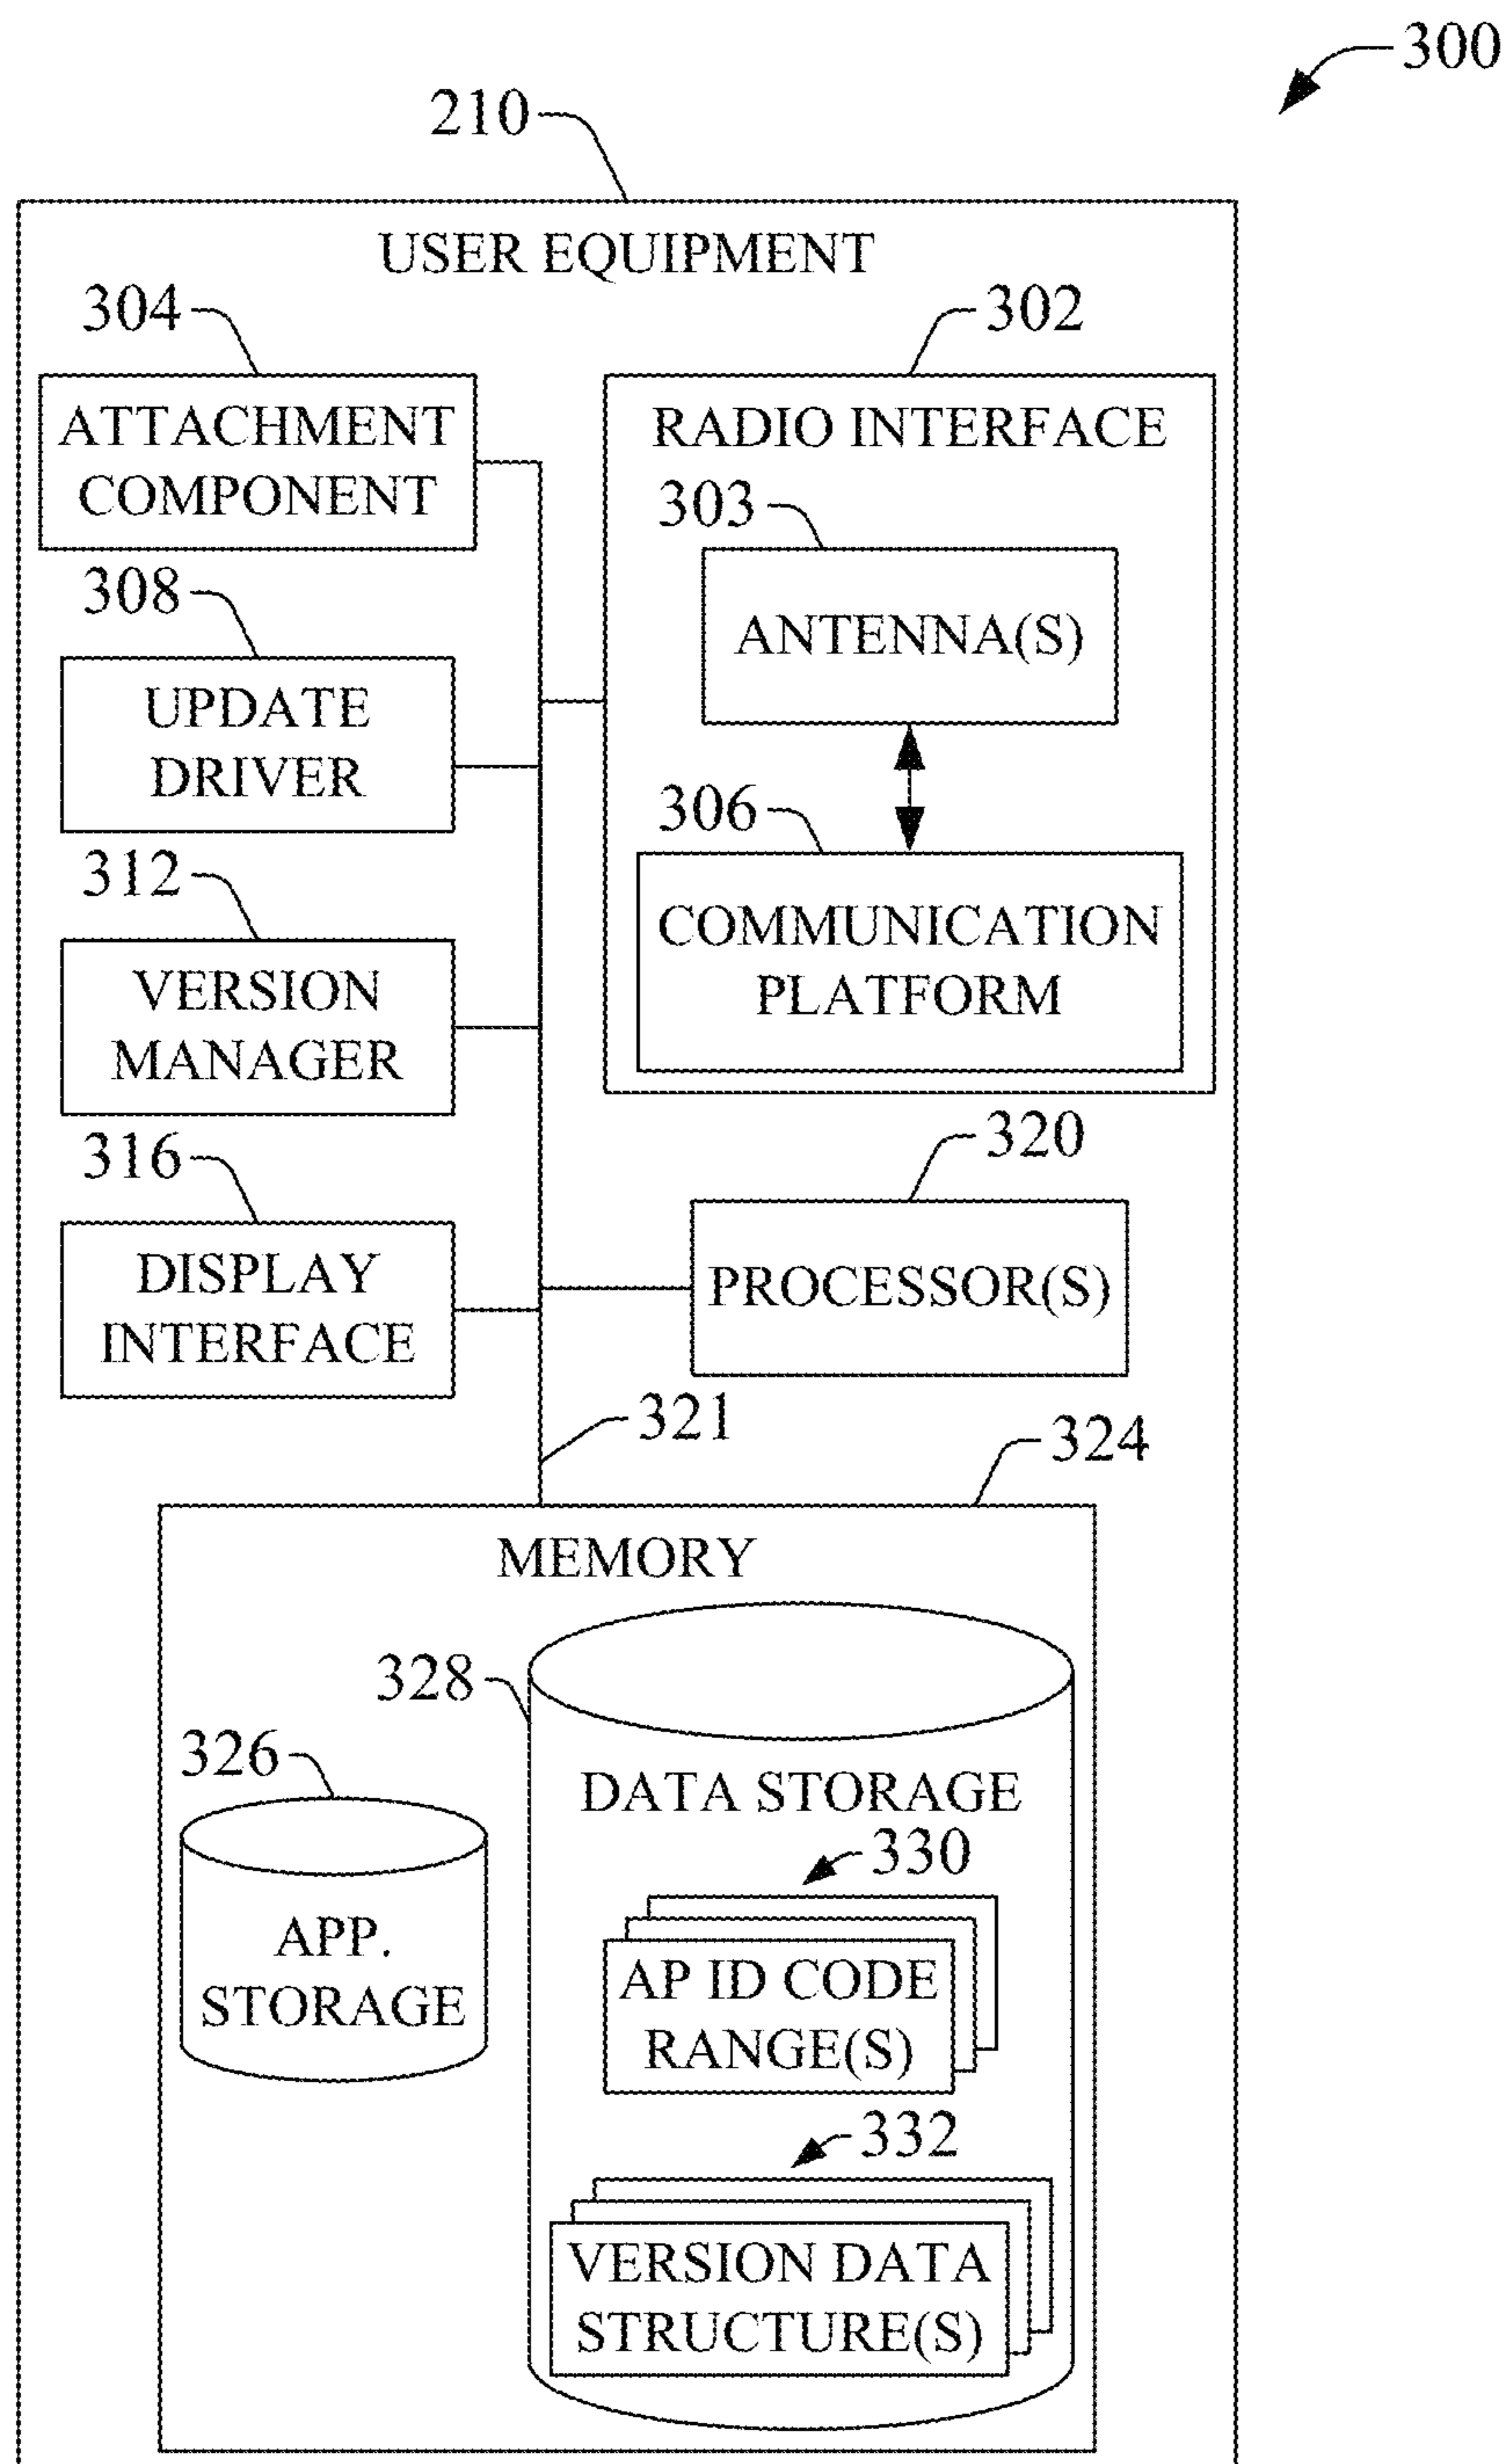 300
210
USER EQUIPMENT
304
302
ATTACHMENT
COMPONENT
RADIO INTERFACE
303
ANTENNA(S)
308
UPDATE
DRIVER
306
COMMUNICATION
PLATFORM
312
VERSION
MANAGER
316
DISPLAY
INTERFACE
320
PROCESSOR(S)
321
324
MEMORY
328
DATA STORAGE
326
APP.
STORAGE
330
AP ID CODE
RANGE(S)
332
VERSION DATA
STRUCTURE(S)